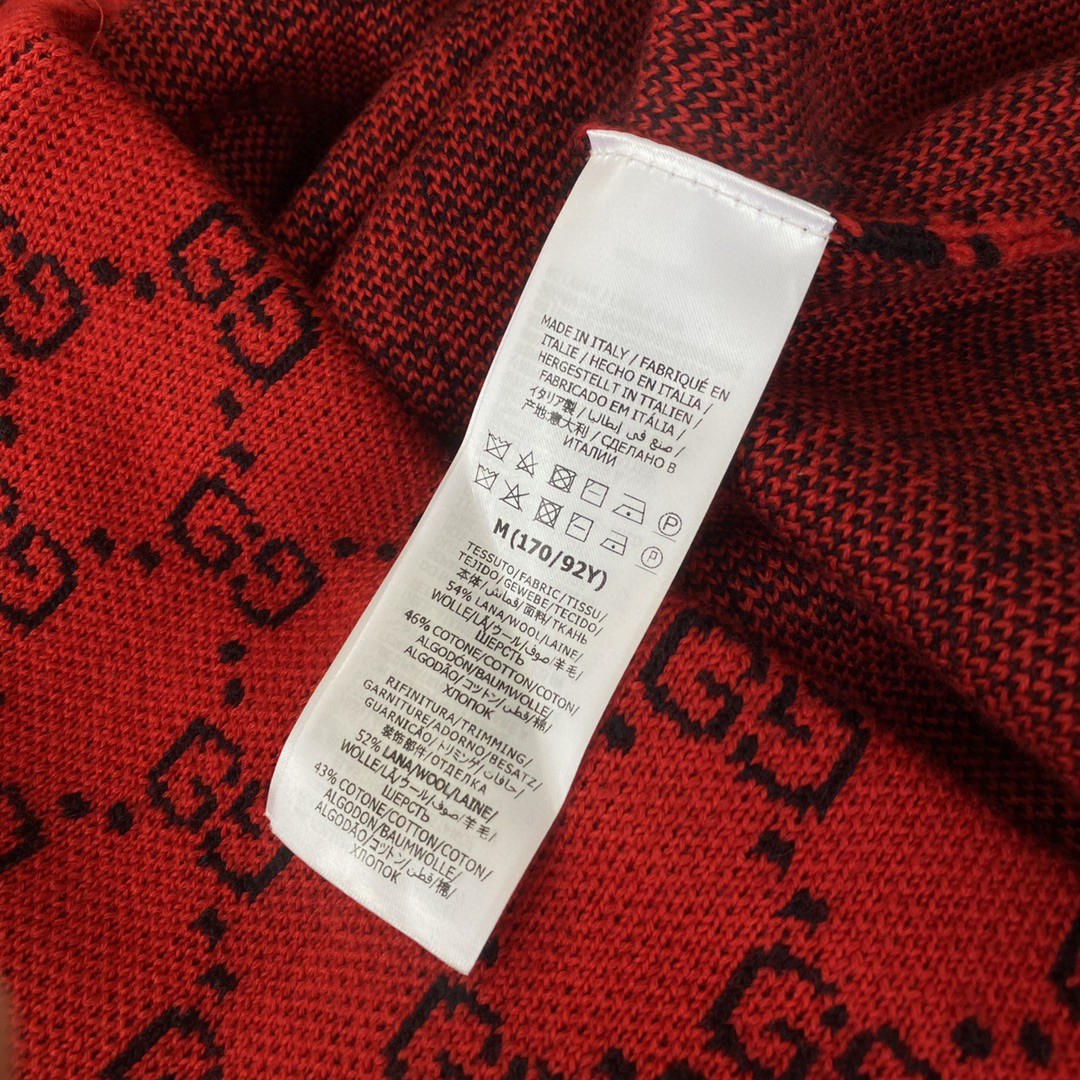 MADE IN ITALY / FABRIQUÉ EN
ITALIE / HECHO EN ITALIA /
HERGESTELLT IN TTALIEN /
FABRICADO EM ITÁLIA /
イタリア製 / صنع في إيطاليا /
产地:意大利 / СДЕЛАНО В
ИТАЛИИ
P
P
M (170/92Y)
TESSUTO/FABRIC/TISSU/
TEJIDO/GEWEBE/TECIDO/
本体/قماش/面料/ТКАНЬ
54% LANA/WOOL/LAINE/
WOLLE/LÃ/ウール/صوف/羊毛/
ШЕРСТЬ
46% COTONE/COTTON/COTON/
ALGODÓN/BAUMWOLLE/
ALGODÃO/コットン/قطن/棉/
ХЛОПОК
RIFINITURA/TRIMMING/
GARNITURE/ADORNO/BESATZ/
GUARNIÇÃO/トリミング/حافات/
装饰部件/ОТДЕЛКА
52% LANA/WOOL/LAINE/
WOLLE/LÃ/ウール/صوف/羊毛/
ШЕРСТЬ
43% COTONE/COTTON/COTON/
ALGODON/BAUMWOLLE/
ALGODÃO/コットン/قطن/棉/
ХЛОПОК